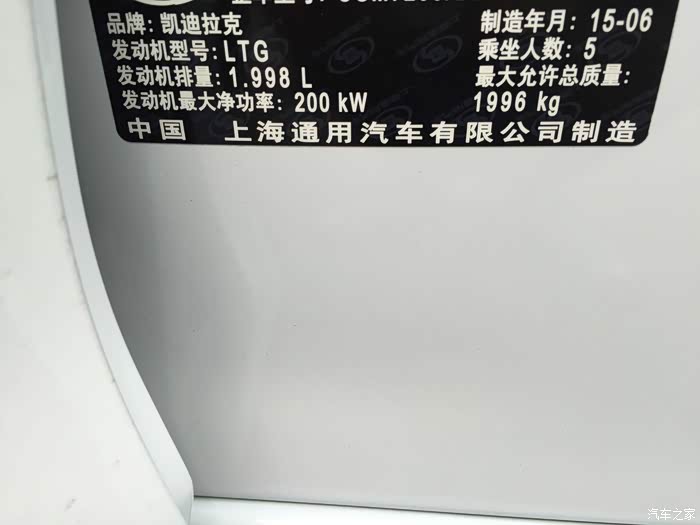 品牌: 凯迪拉克 制造年月: 15-06
发动机型号: LTG 乘坐人数: 5
发动机排量: 1.998 L 最大允许总质量:
发动机最大净功率: 200 kW 1996 kg
中国 上海通用汽车有限公司制造
汽车之家